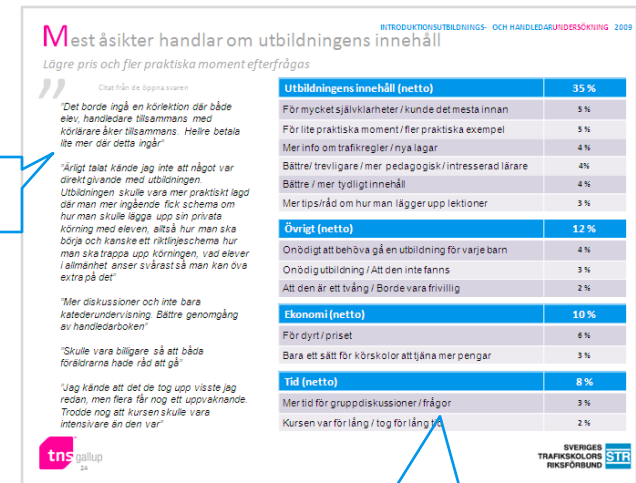 INTRODUKTIONSUTBILDNINGS- OCH HANDLEDARUNDERSÖKNING 2009
Mest åsikter handlar om utbildningens innehåll
Lägre pris och fler praktiska moment efterfrågas
Citat från de öppna svaren
"Det borde ingå en körlektion där både
elev, handledare tillsammans med
körlärare åker tillsammans. Hellre betala
lite mer där detta ingår"
"Ärligt talat kände jag inte att något var
direkt givande med utbildningen.
Utbildningen skulle vara mer praktiskt lagd
där man mer ingående fick schema om
hur man skulle lägga upp sin privata
körning med eleven, alltså hur man ska
börja och kanske ett riktlinjeschema hur
man ska trappa upp körningen, vad elever
i allmänhet anser svårast så man kan öva
extra på det"
"Mer diskussioner och inte bara
katederundervisning. Bättre genomgång
av handledarboken"
"Skulle vara billigare så att båda
föräldrarna hade råd att gå"
"Jag kände att det de tog upp visste jag
redan, men flera får nog ett uppvaknande.
Trodde nog att kursen skulle vara
intensivare än den var"
Utbildningens innehåll (netto) 35 %
För mycket självklarheter / kunde det mesta innan 5 %
För lite praktiska moment / fler praktiska exempel 5 %
Mer info om trafikregler / nya lagar 4 %
Bättre/ trevligare / mer pedagogisk / intresserad lärare 4%
Bättre / mer tydligt innehåll 4 %
Mer tips/råd om hur man lägger upp lektioner 3 %
Övrigt (netto) 12 %
Onödigt att behöva gå en utbildning för varje barn 4 %
Onödig utbildning / Att den inte fanns 3 %
Att den är ett tvång / Borde vara frivillig 2 %
Ekonomi (netto) 10 %
För dyrt / priset 6 %
Bara ett sätt för körskolor att tjäna mer pengar 3 %
Tid (netto) 8 %
Mer tid för gruppdiskussioner / frågor 3 %
Kursen var för lång / tog för lång tid 2 %
tns gallup
24
SVERIGES
TRAFIKSKOLORS
RIKSFÖRBUND
STR